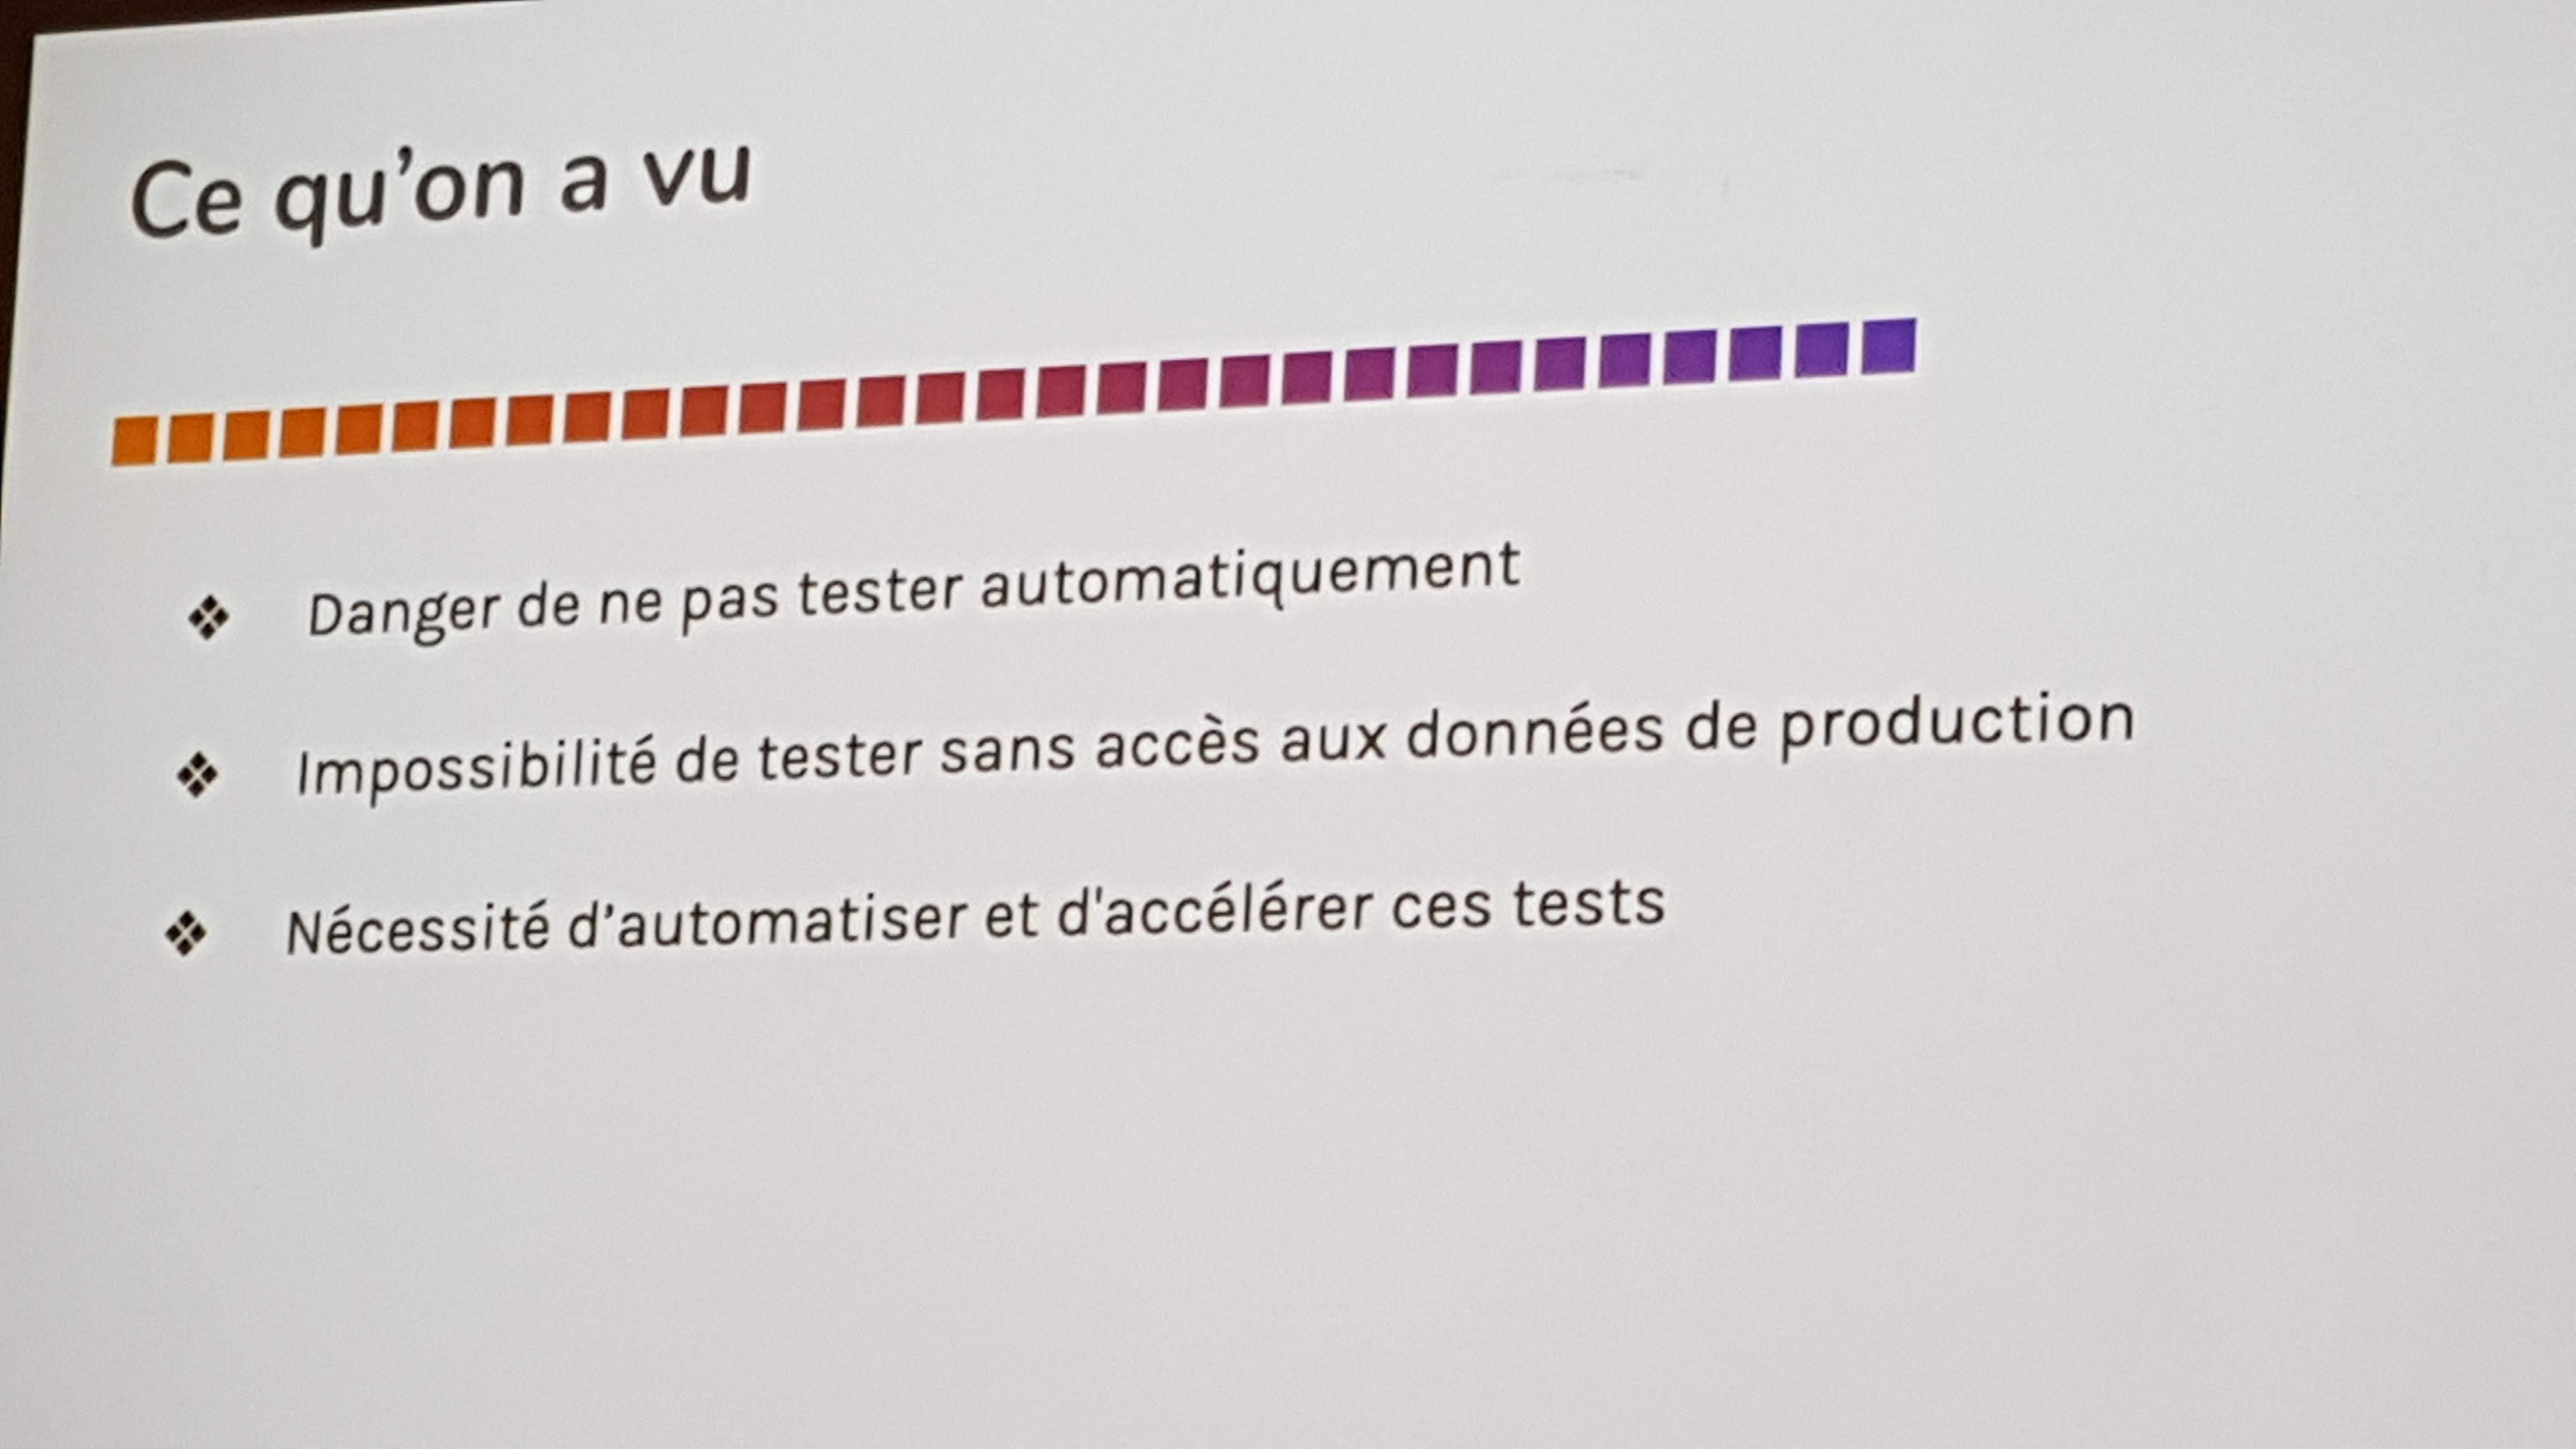 Ce qu’on a vu
❖ Danger de ne pas tester automatiquement
❖ Impossibilité de tester sans accès aux données de production
❖ Nécessité d’automatiser et d'accélérer ces tests